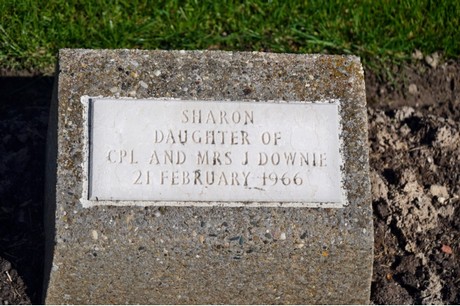 SHARON
DAUGHTER OF
CPL AND MRS J DOWNIE
21 FEBRUARY 1966